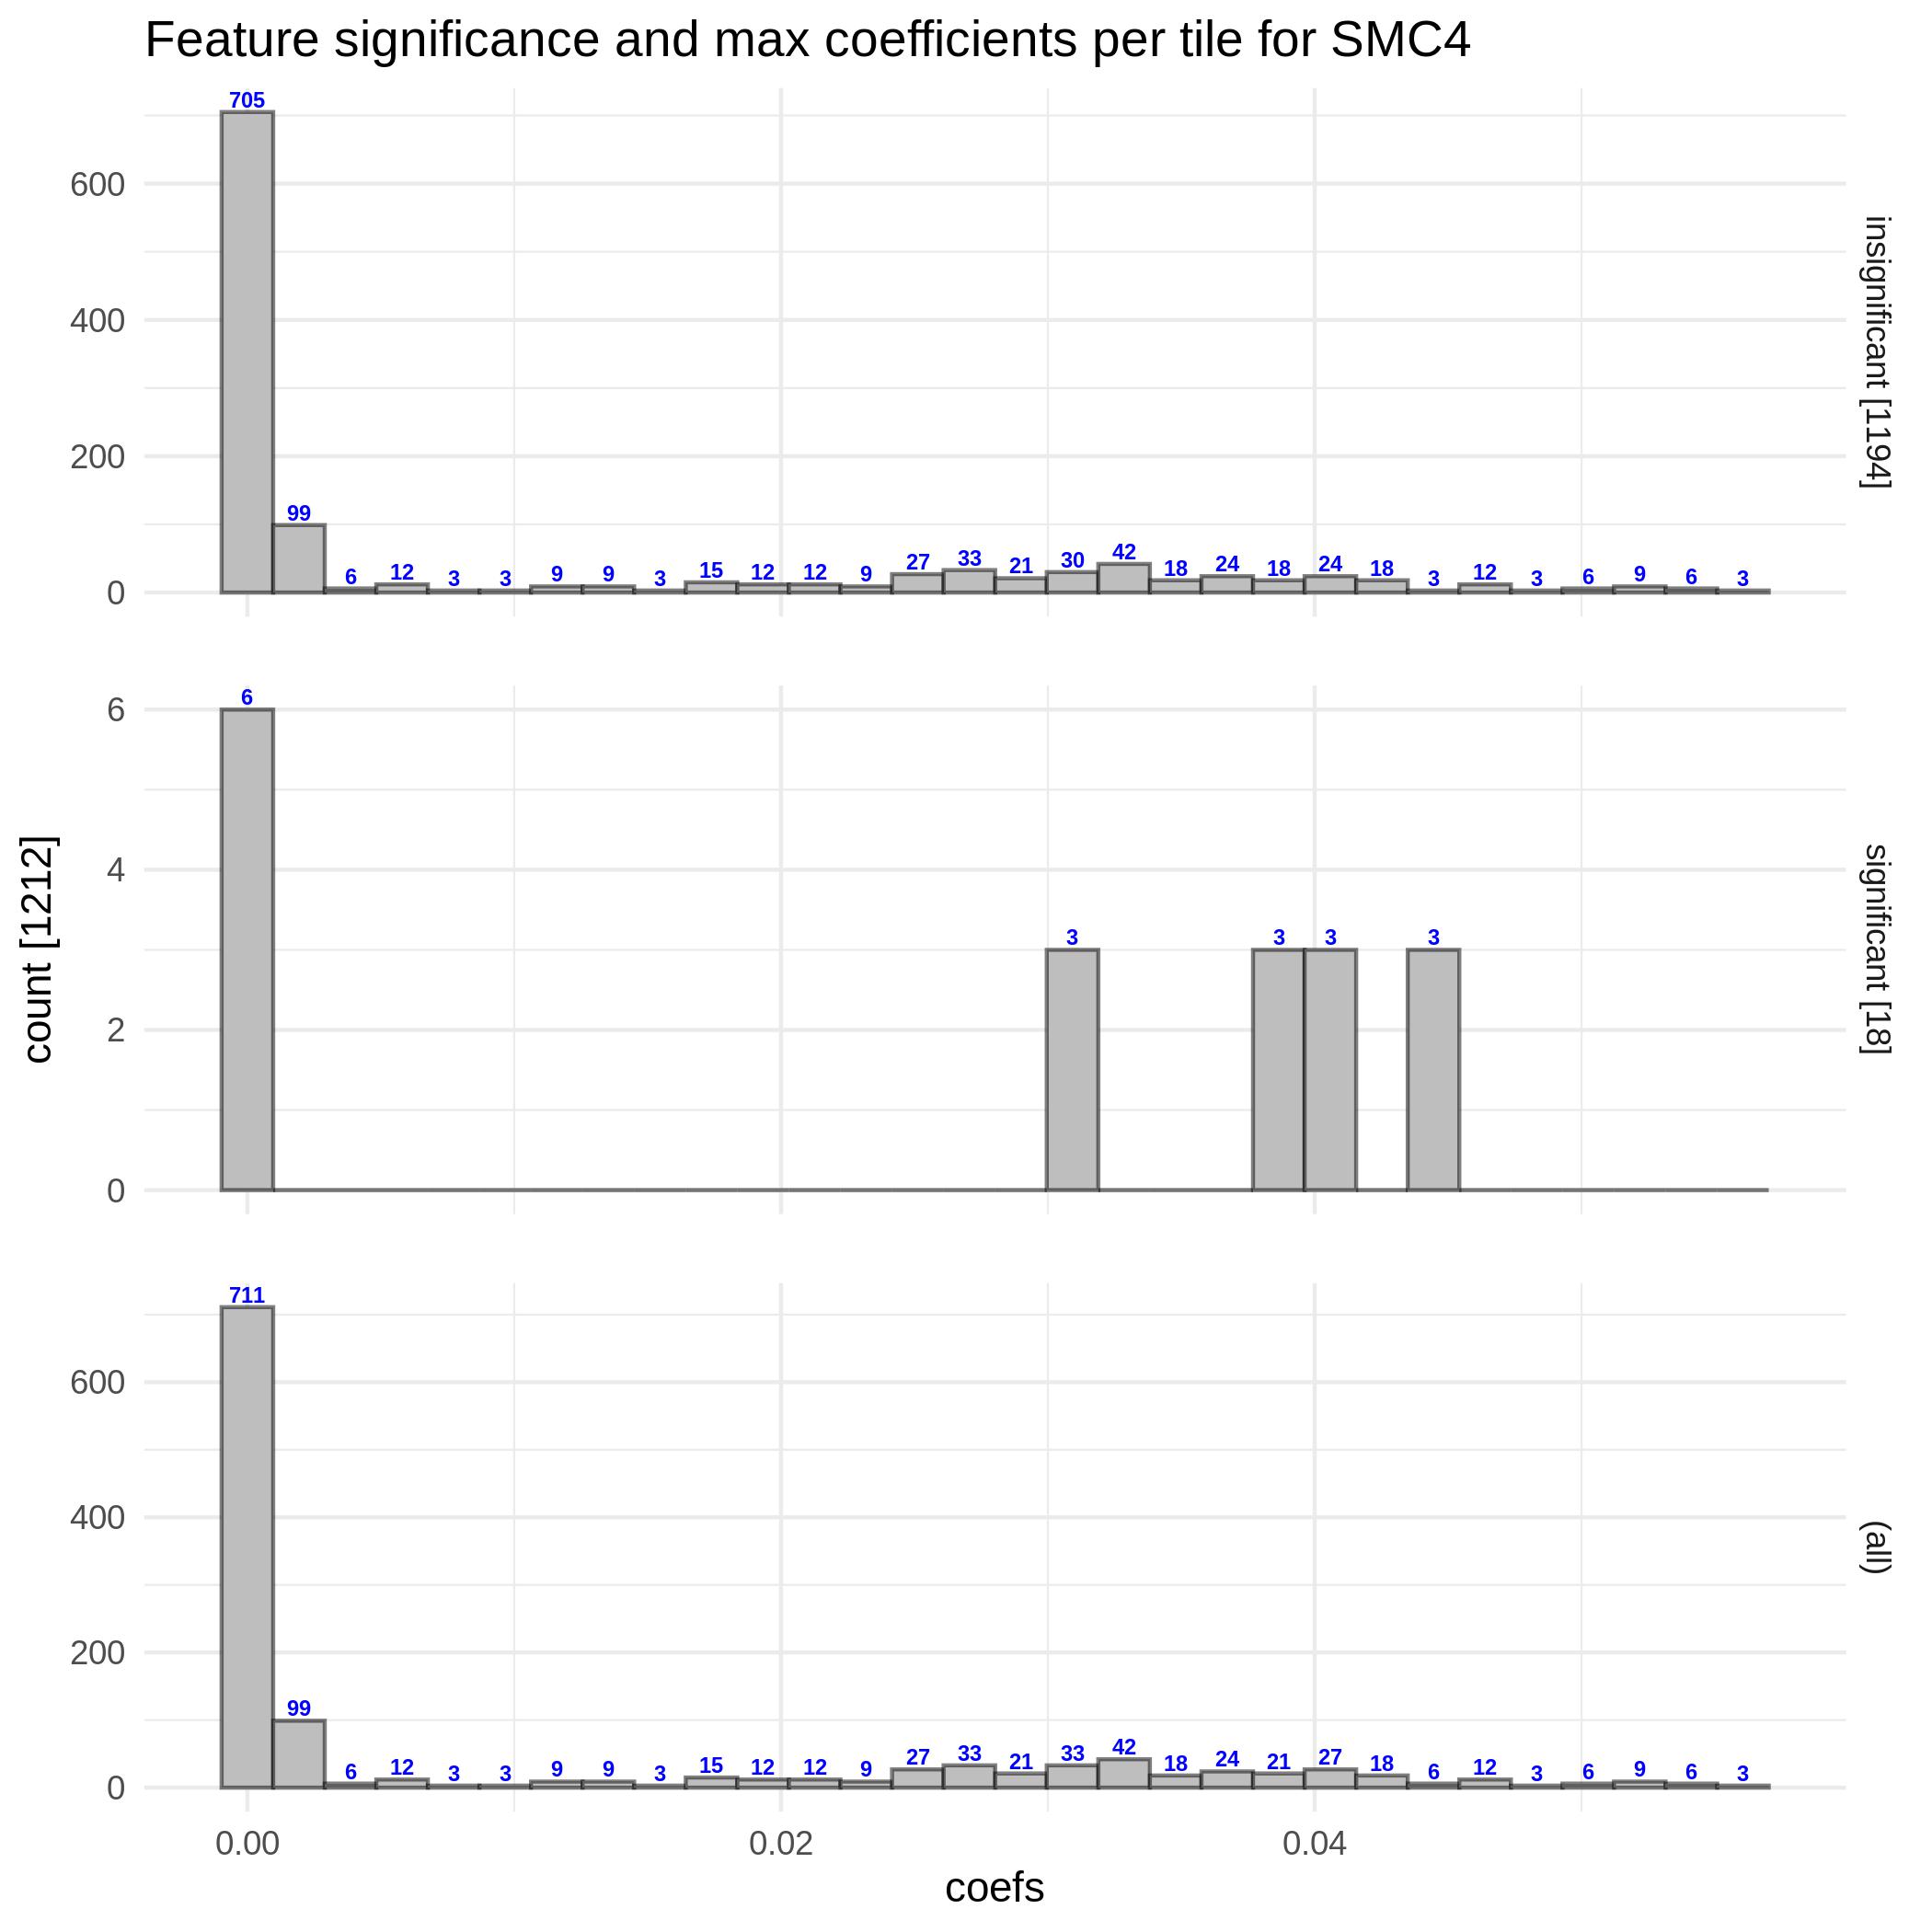 Feature significance and max coefficients per tile for SMC4
705
99
6 12 3 3 9 9 3 15 12 12 9 27 33 21 30 42 18 24 18 24 18 3 12 3 6 9 6 3
600
400
200
0
insignificant [1194]
6
3 3 3 3
6
4
2
0
significant [18]
count [1212]
711
99
6 12 3 3 9 9 3 15 12 12 9 27 33 21 33 42 18 24 21 27 18 6 12 3 6 9 6 3
600
400
200
0
(all)
0.00 0.02 0.04
coefs